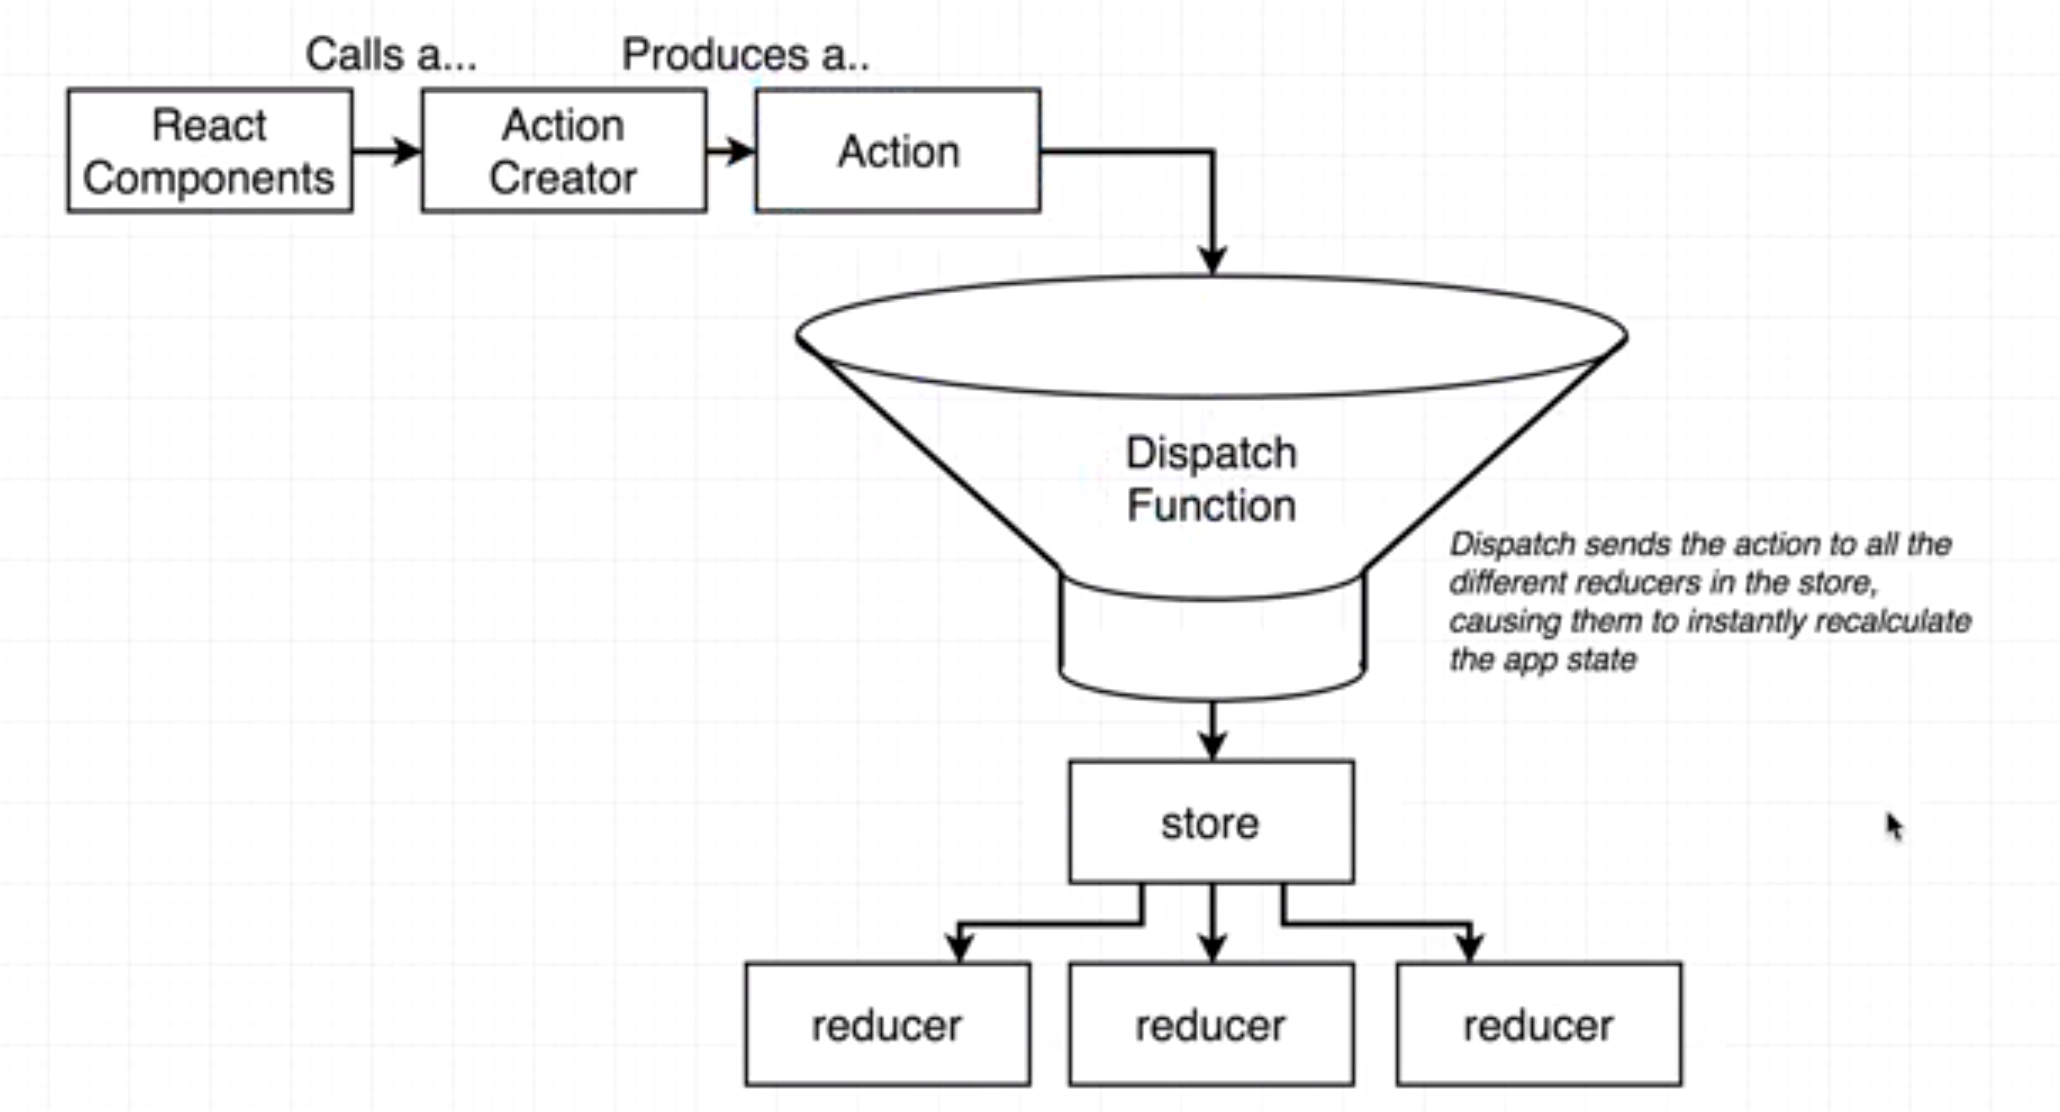 Calls a...
Produces a..
React
Components
Action
Creator
Action
Dispatch
Function
Dispatch sends the action to all the
different reducers in the store,
causing them to instantly recalculate
the app state
store
reducer
reducer
reducer